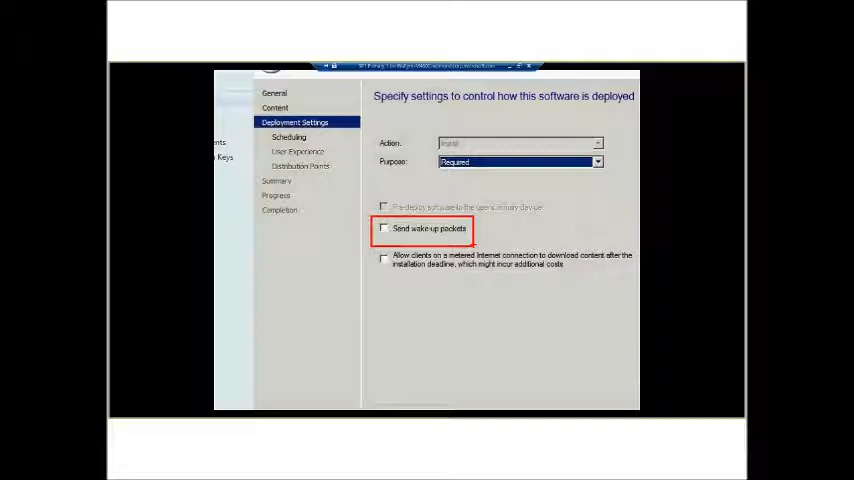 General
Specify settings to control how this software is deployed
Content
Deployment Settings
Scheduling
Action:
Install
User Experience
Purpose:
Required
Keys
Distribution Points
Summary
Progress
Pre-deploy software to the user's primary device
Completion
Send wake-up packets
Allow clients on a metered Internet connection to download content after the
installation deadline, which might incur additional costs